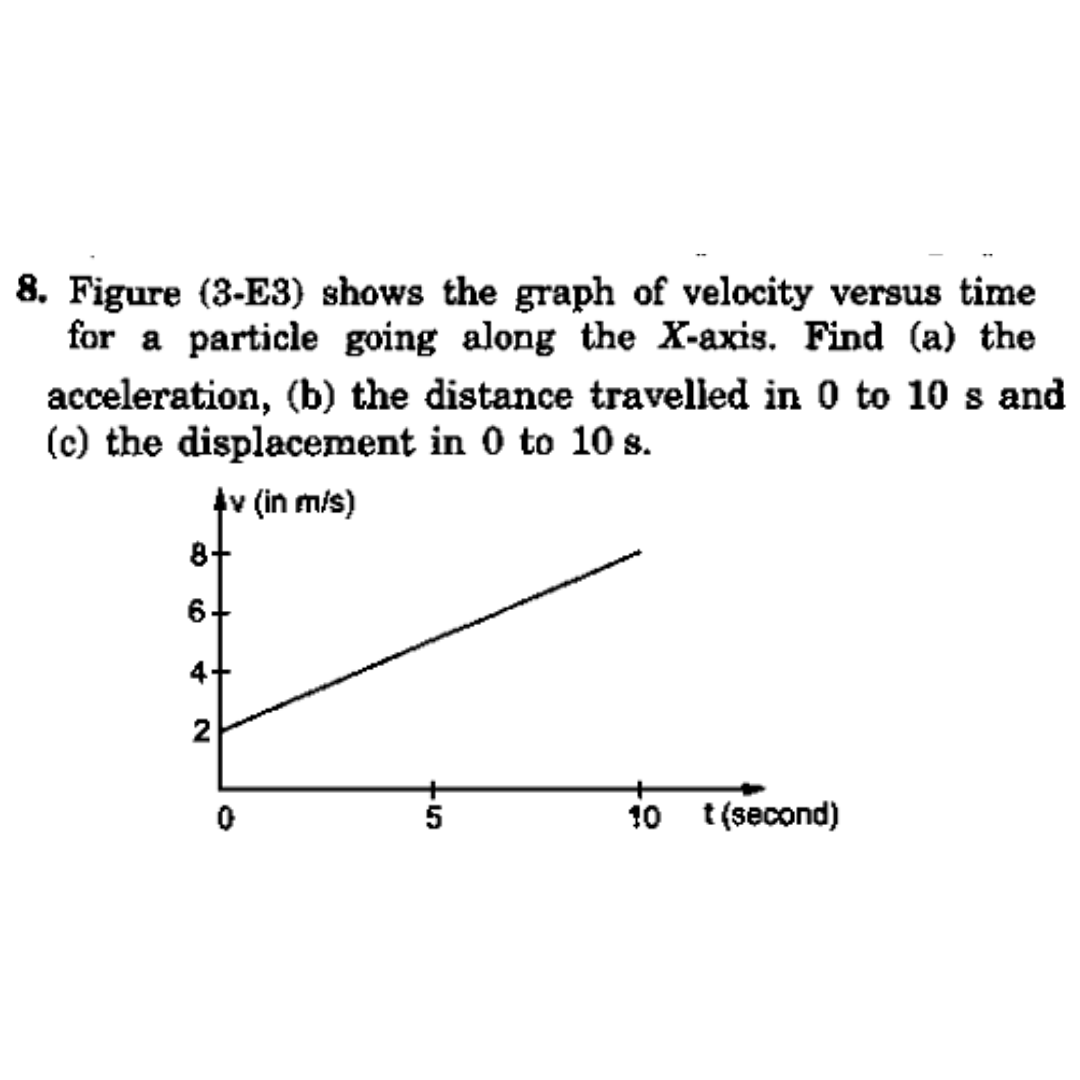 8. Figure (3-E3) shows the graph of velocity versus time
for a particle going along the X-axis. Find (a) the
acceleration, (b) the distance travelled in 0 to 10 s and
(c) the displacement in 0 to 10 s.
v (in m/s)
8
6
4
2
0 5 10 t (second)